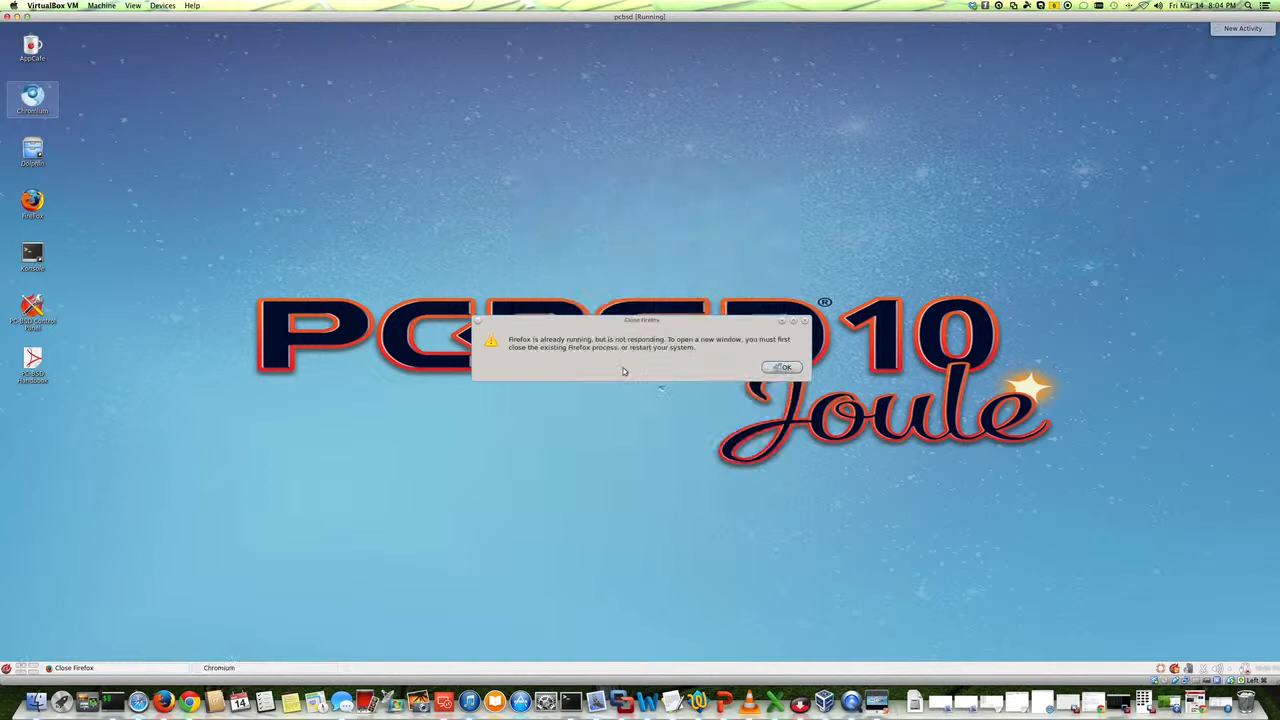 VirtualBox VM Machine View Devices Help
Fri Mar 14 8:04 PM
pcbsd [Running]
New Activity
AppCafe
Chromium
Dolphin
Firefox
Konsole
PC-BSD Control
Panel
PC-BSD
Handbook
PC-BSD 10
®
Joule
Close Firefox
Firefox is already running, but is not responding. To open a new window, you must first
close the existing Firefox process, or restart your system.
OK
Close Firefox
Chromium
Left ⌘